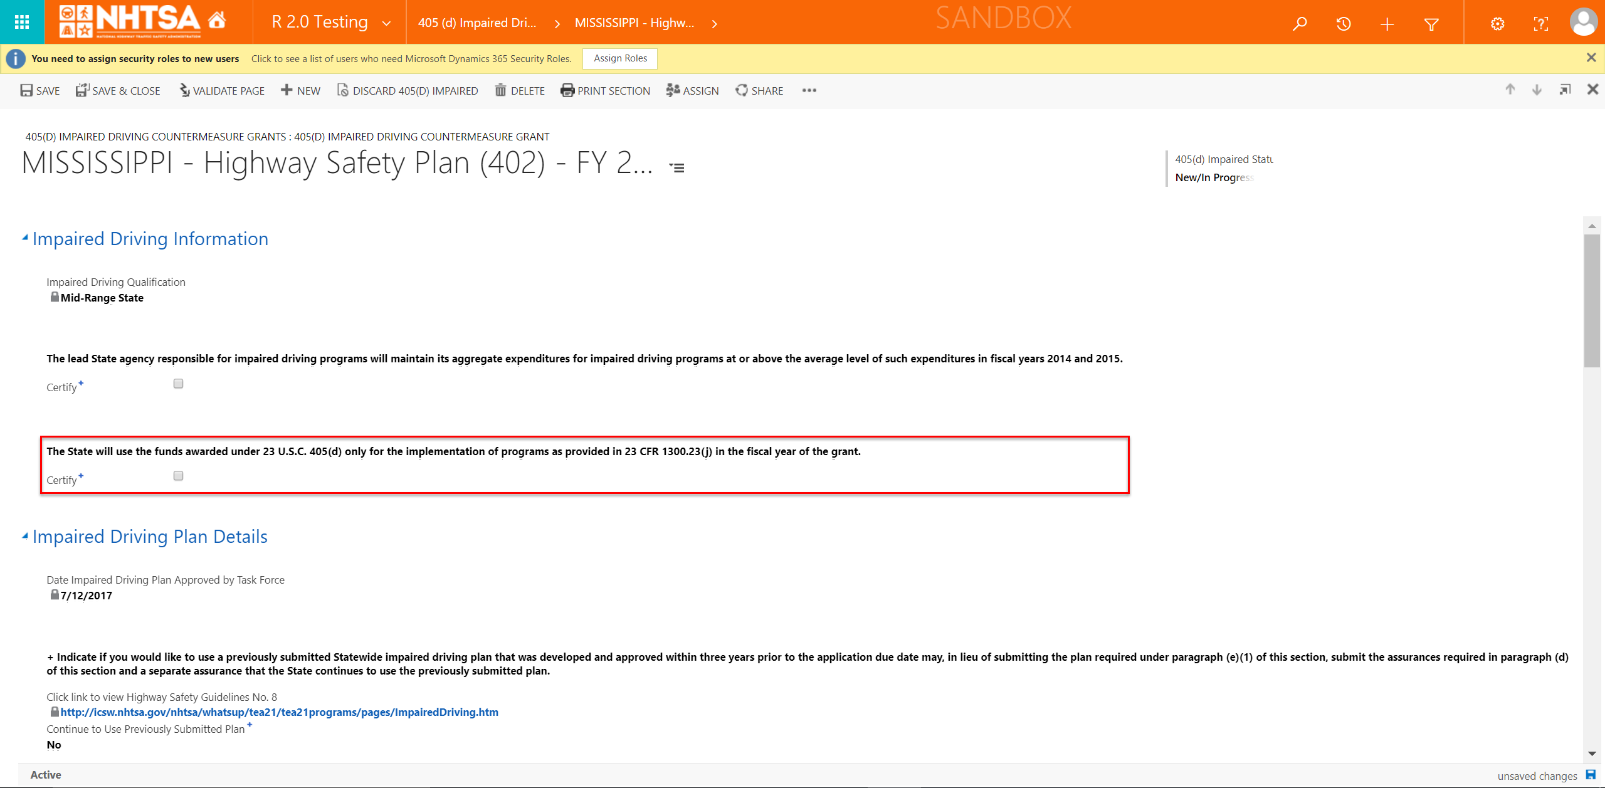 NHTSA
R 2.0 Testing
405 (d) Impaired Dri...
MISSISSIPPI - Highw...
SANDBOX
You need to assign security roles to new users Click to see a list of users who need Microsoft Dynamics 365 Security Roles. Assign Roles
SAVE SAVE & CLOSE VALIDATE PAGE NEW DISCARD 405(D) IMPAIRED DELETE PRINT SECTION ASSIGN SHARE
405(D) IMPAIRED DRIVING COUNTERMEASURE GRANTS : 405(D) IMPAIRED DRIVING COUNTERMEASURE GRANT
MISSISSIPPI - Highway Safety Plan (402) - FY 2...
405(d) Impaired Statu
New/In Progress
Impaired Driving Information
Impaired Driving Qualification
Mid-Range State
The lead State agency responsible for impaired driving programs will maintain its aggregate expenditures for impaired driving programs at or above the average level of such expenditures in fiscal years 2014 and 2015.
Certify+
The State will use the funds awarded under 23 U.S.C. 405(d) only for the implementation of programs as provided in 23 CFR 1300.23(j) in the fiscal year of the grant.
Certify+
Impaired Driving Plan Details
Date Impaired Driving Plan Approved by Task Force
7/12/2017
+ Indicate if you would like to use a previously submitted Statewide impaired driving plan that was developed and approved within three years prior to the application due date may, in lieu of submitting the plan required under paragraph (e)(1) of this section, submit the assurances required in paragraph (d)
of this section and a separate assurance that the State continues to use the previously submitted plan.
Click link to view Highway Safety Guidelines No. 8
http://icsw.nhtsa.gov/nhtsa/whatsup/tea21/tea21programs/pages/ImpairedDriving.htm
Continue to Use Previously Submitted Plan+
No
Active
unsaved changes